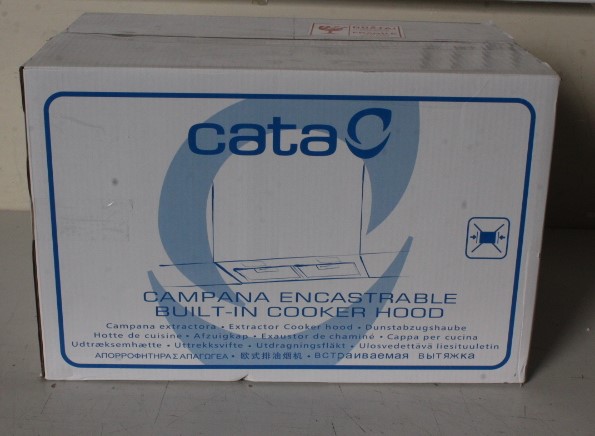 cata
CAMPANA ENCASTRABLE
BUILT-IN COOKER HOOD
Campana extractora • Extractor Cooker hood • Dunstabzugshaube
Hotte de cuisine • Afzuigkap • Exaustor de chaminé • Cappa per cucina
Udtræksemhætte • Uttrekksvifte • Utdragningsfläkt • Ulosvedettävä liesituuletin
ΑΠΟΡΡΟΦΗΤΗΡΑΣ ΑΠΑΓΩΓΕΑ • 欧式排油烟机 • встраиваемая вытяжка